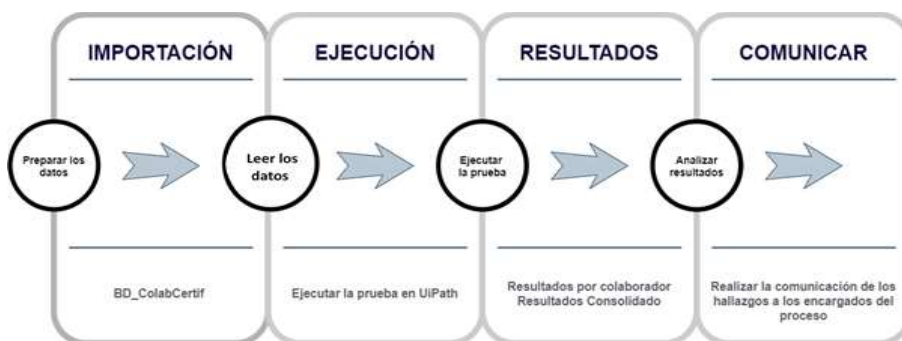 IMPORTACIÓN
EJECUCIÓN
RESULTADOS
COMUNICAR
Preparar los
datos
Leer los
datos
Ejecutar
la prueba
Analizar
resultados
BD_ColabCertif
Ejecutar la prueba en UiPath
Resultados por colaborador
Resultados Consolidado
Realizar la comunicación de los
hallazgos a los encargados del
proceso